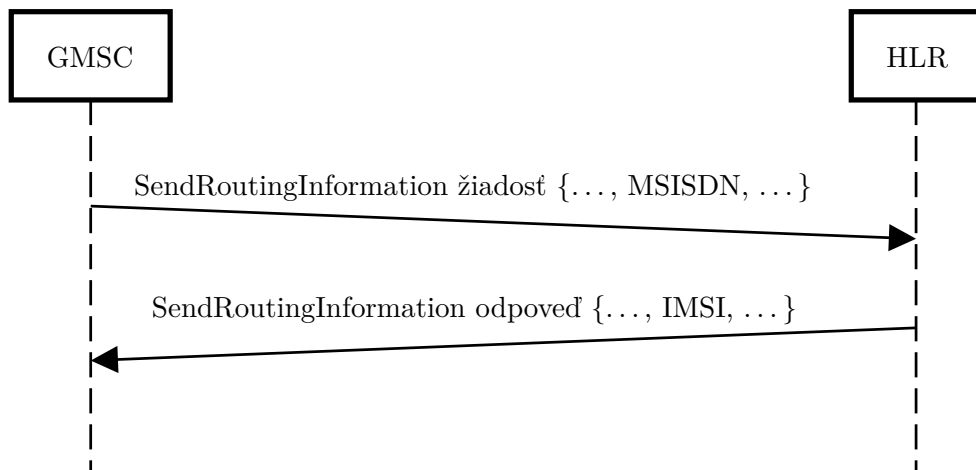 GMSC
HLR
SendRoutingInformation žiadosť {…, MSISDN, …}
SendRoutingInformation odpoveď {…, IMSI, …}